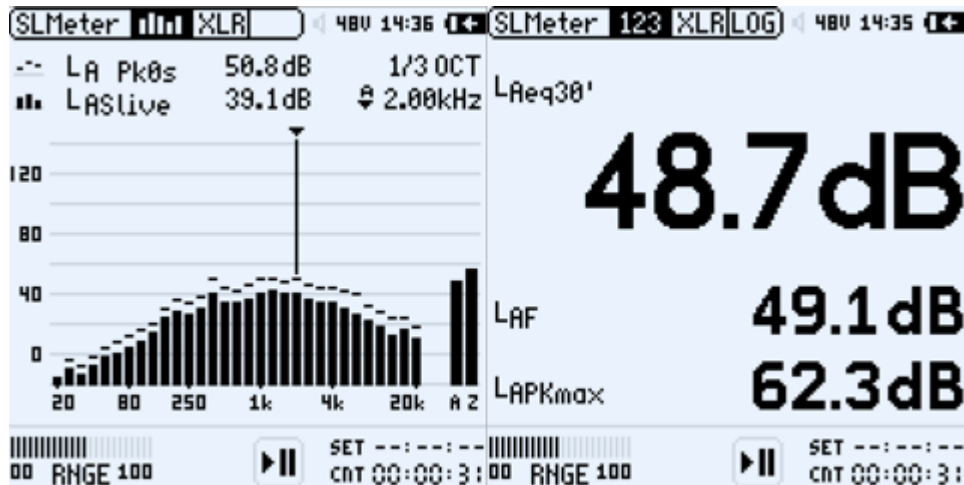 SLMeter XLR 48V 14:36
LA Pk0s 50.8dB 1/3 OCT
LASlive 39.1dB 2.00kHz
120
80
40
0
20 80 250 1k 4k 20k A Z
SET --:--:--
00 RNGE 100 CNT 00:00:31
SLMeter 123 XLR LOG 48V 14:35
LAeq30'
48.7dB
LAF 49.1dB
LAPKmax 62.3dB
SET --:--:--
00 RNGE 100 CNT 00:00:31